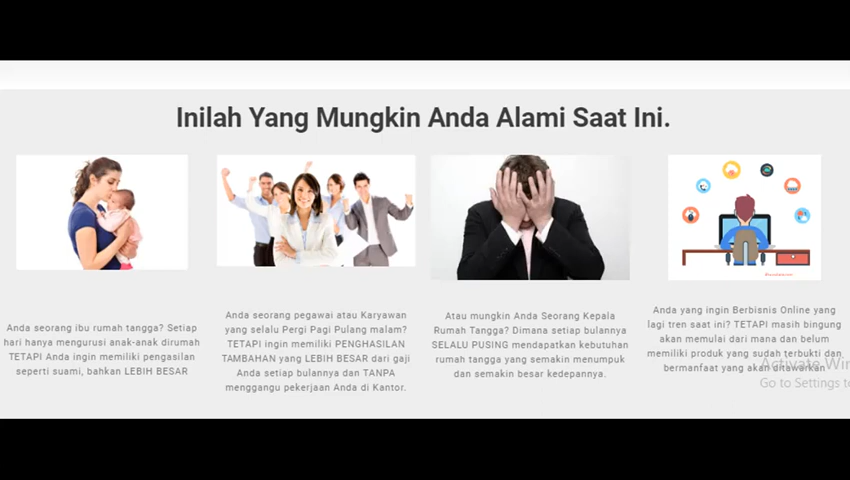 Inilah Yang Mungkin Anda Alami Saat Ini.
Anda seorang ibu rumah tangga? Setiap
hari hanya mengurusi anak-anak dirumah
TETAPI Anda ingin memiliki pengasilan
seperti suami, bahkan LEBIH BESAR
Anda seorang pegawai atau Karyawan
yang selalu Pergi Pagi Pulang malam?
TETAPI ingin memiliki PENGHASILAN
TAMBAHAN yang LEBIH BESAR dari gaji
Anda setiap bulannya dan TANPA
menggangu pekerjaan Anda di Kantor.
Atau mungkin Anda Seorang Kepala
Rumah Tangga? Dimana setiap bulannya
SELALU PUSING mendapatkan kebutuhan
rumah tangga yang semakin menumpuk
dan semakin besar kedepannya.
Anda yang ingin Berbisnis Online yang
lagi tren saat ini? TETAPI masih bingung
akan memulai dari mana dan belum
memiliki produk yang sudah terbukti dan
bermanfaat yang akan ditawarkan
Activate Win
Go to Settings to